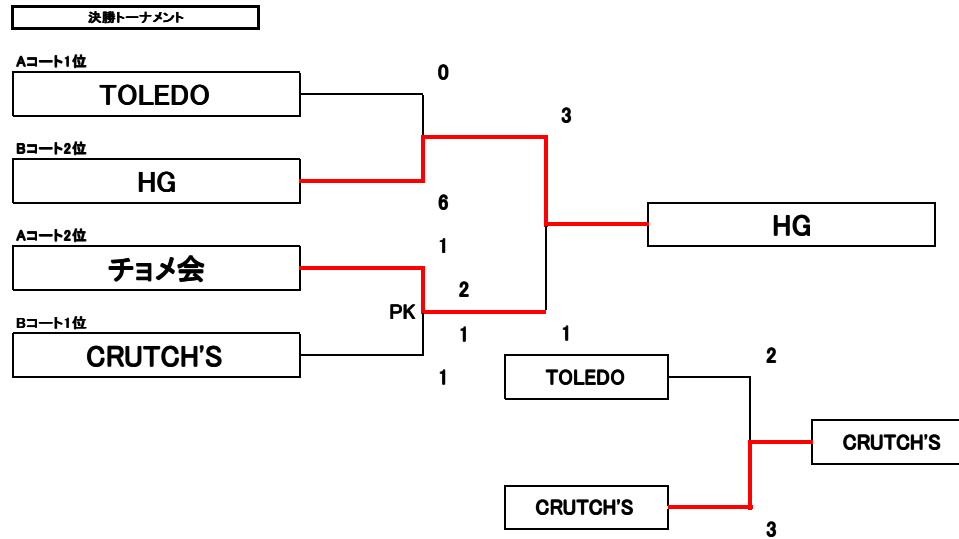 決勝トーナメント
Aコート1位
TOLEDO
0
3
Bコート2位
HG
6
HG
Aコート2位
チョメ会
1
2
PK
1
1
Bコート1位
CRUTCH'S
1
TOLEDO
2
CRUTCH'S
CRUTCH'S
3